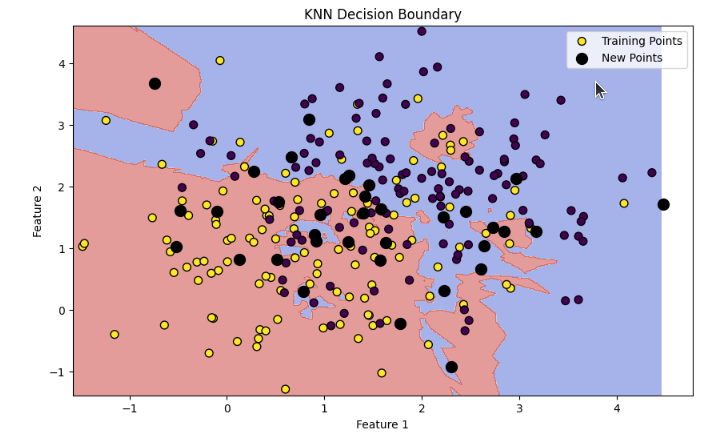 KNN Decision Boundary
Training Points
New Points
Feature 2
4
3
2
1
0
−1
−1
0
1
2
3
4
Feature 1